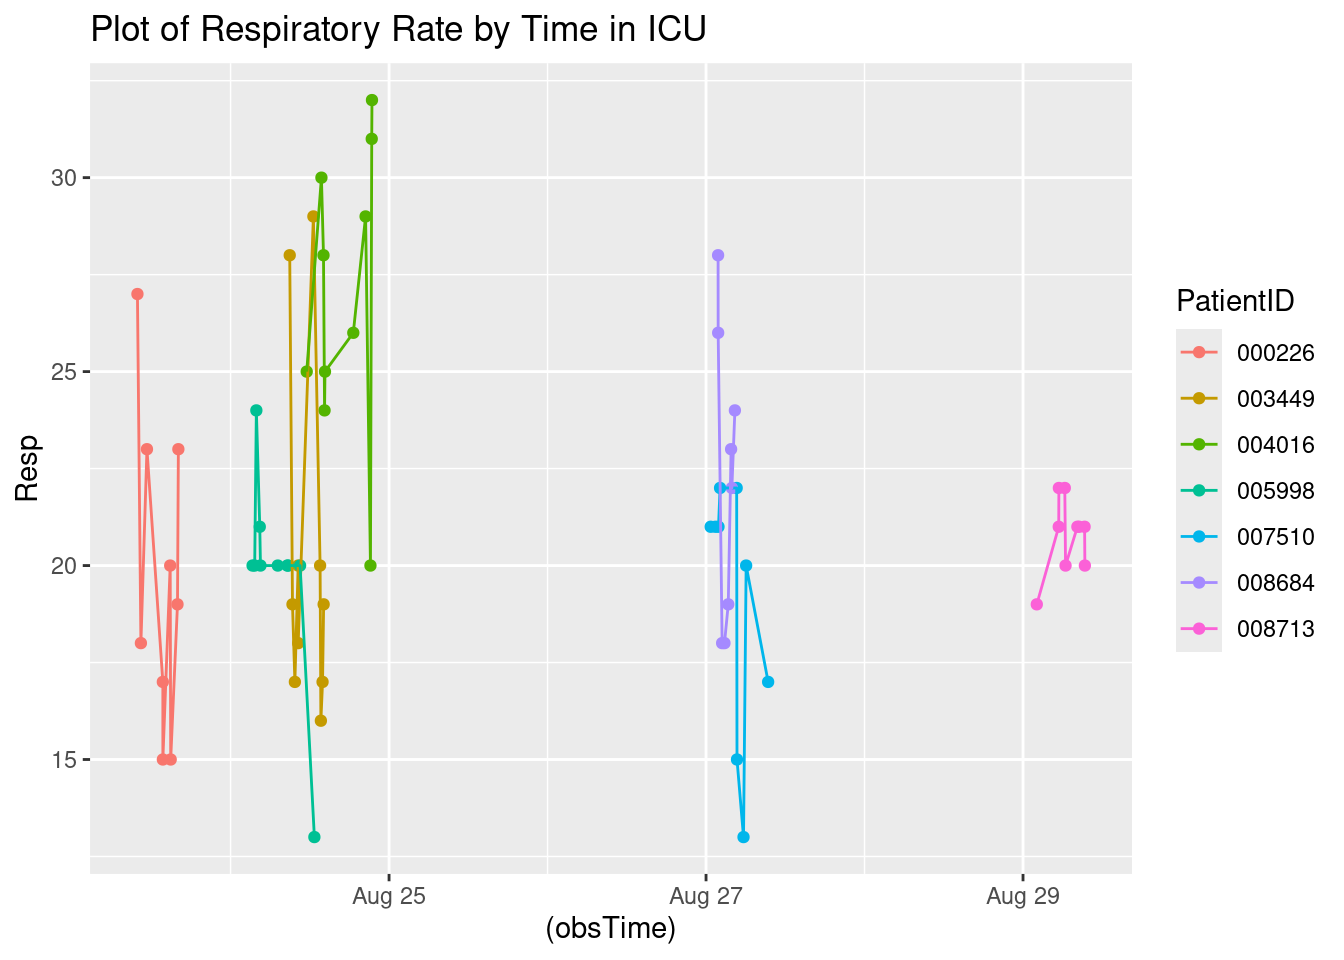 Plot of Respiratory Rate by Time in ICU
30
25
20
15
Resp
Aug 25
Aug 27
Aug 29
(obsTime)
PatientID
000226
003449
004016
005998
007510
008684
008713